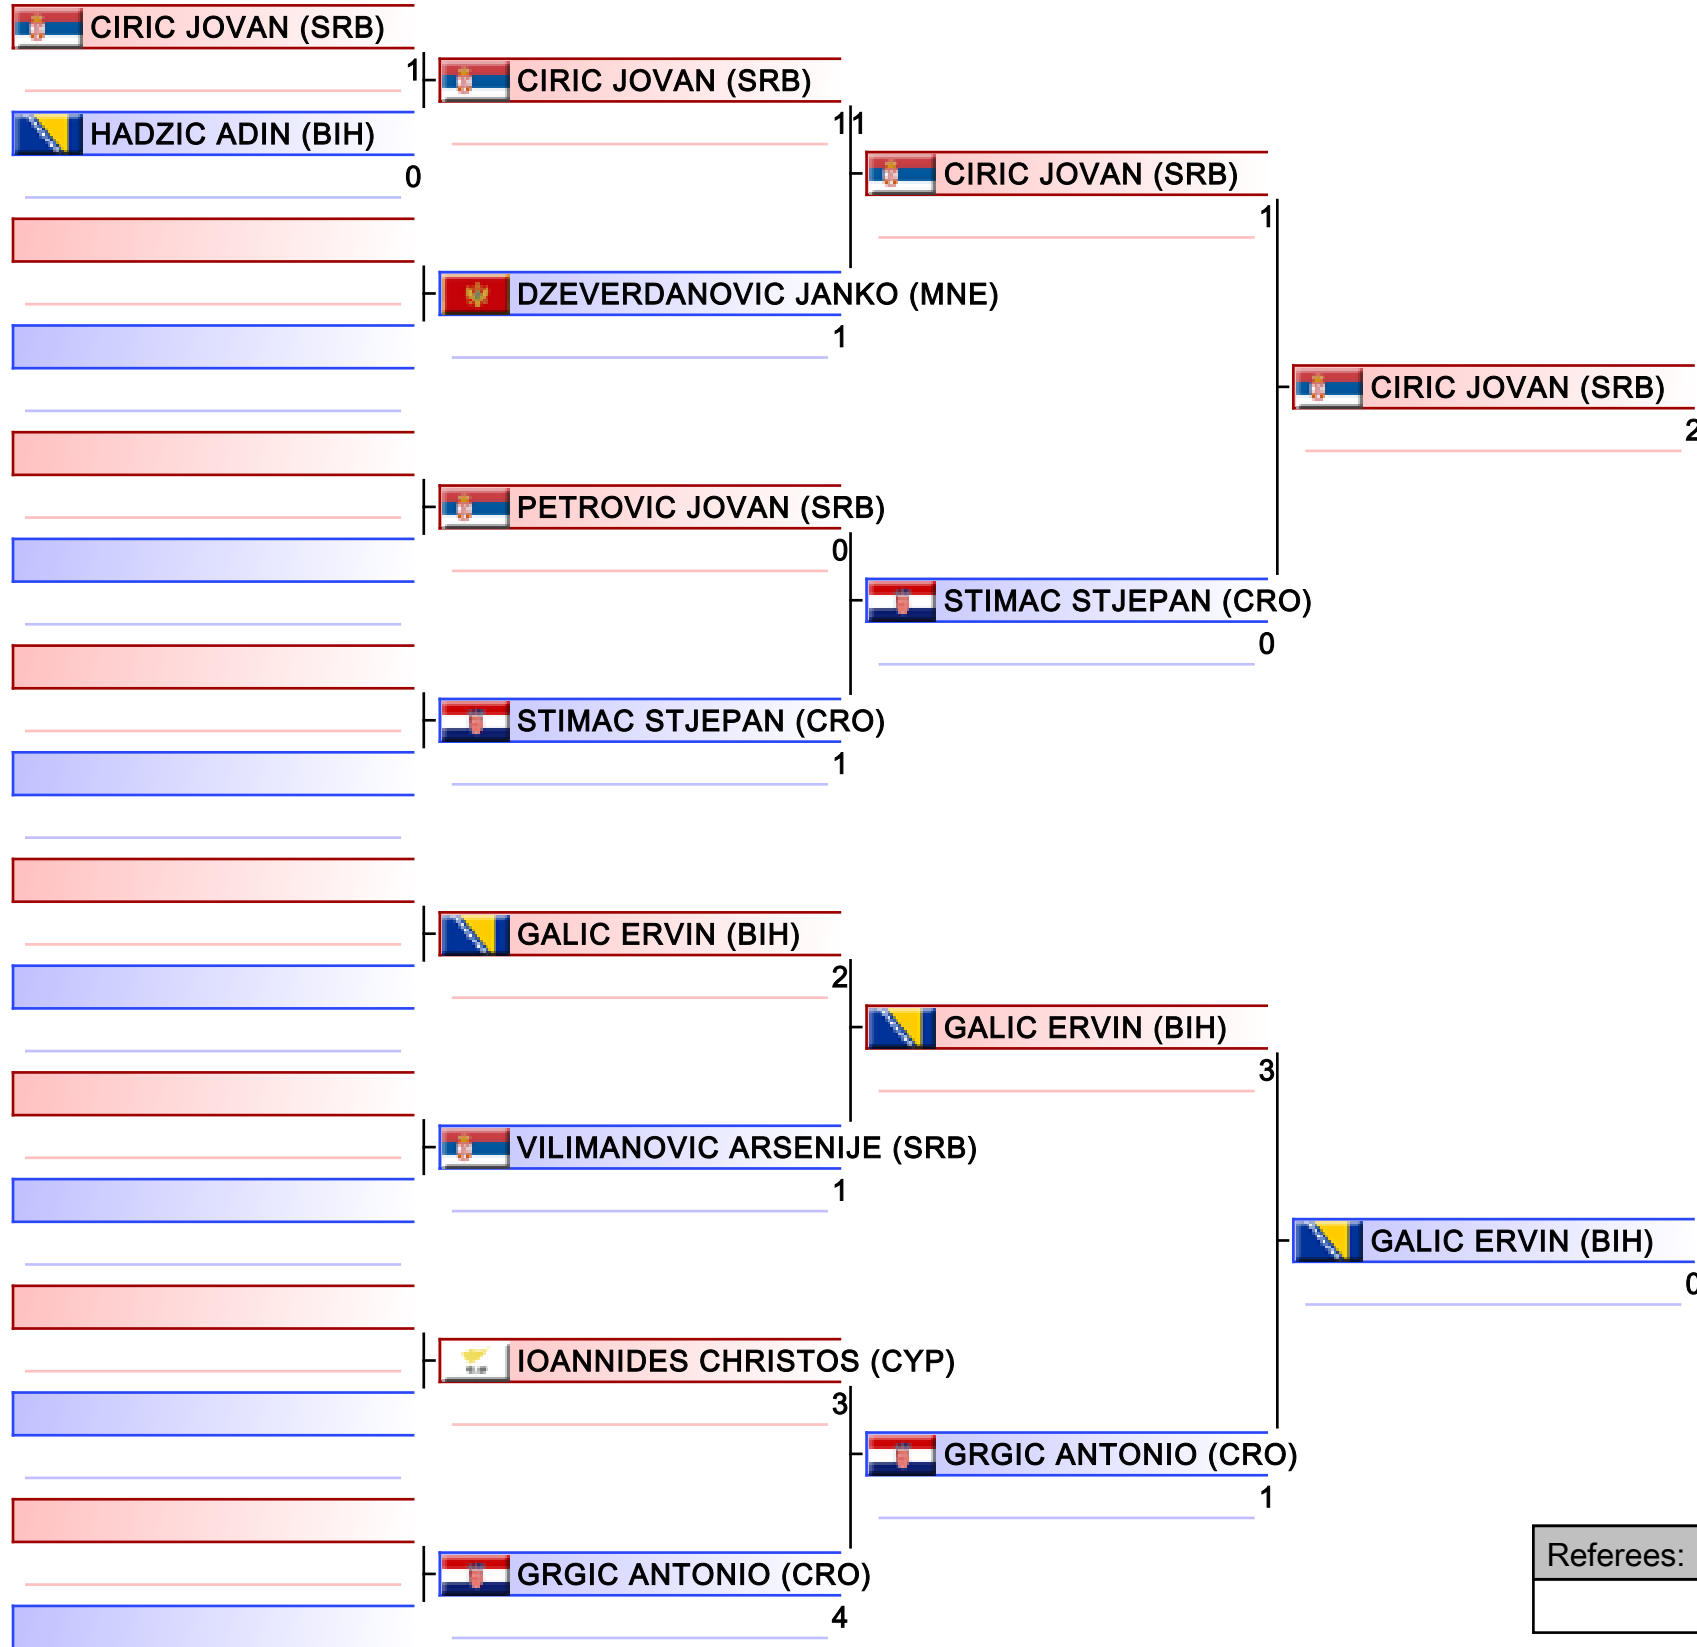 CIRIC JOVAN (SRB)
1
HADZIC ADIN (BIH)
0
CIRIC JOVAN (SRB)
11
DZEVERDANOVIC JANKO (MNE)
1
PETROVIC JOVAN (SRB)
0
STIMAC STJEPAN (CRO)
1
GALIC ERVIN (BIH)
2
VILIMANOVIC ARSENIJE (SRB)
1
IOANNIDES CHRISTOS (CYP)
3
GRGIC ANTONIO (CRO)
4
CIRIC JOVAN (SRB)
1
STIMAC STJEPAN (CRO)
0
GALIC ERVIN (BIH)
3
GRGIC ANTONIO (CRO)
1
CIRIC JOVAN (SRB)
2
GALIC ERVIN (BIH)
0
Referees: